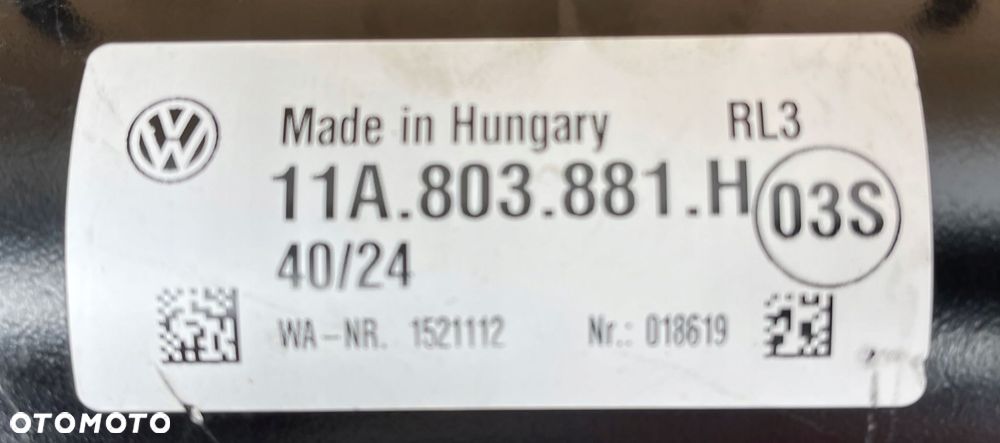 Made in Hungary RL3
11A.803.881.H 03S
40/24
WA-NR. 1521112 Nr.: 018619
OTOMOTO